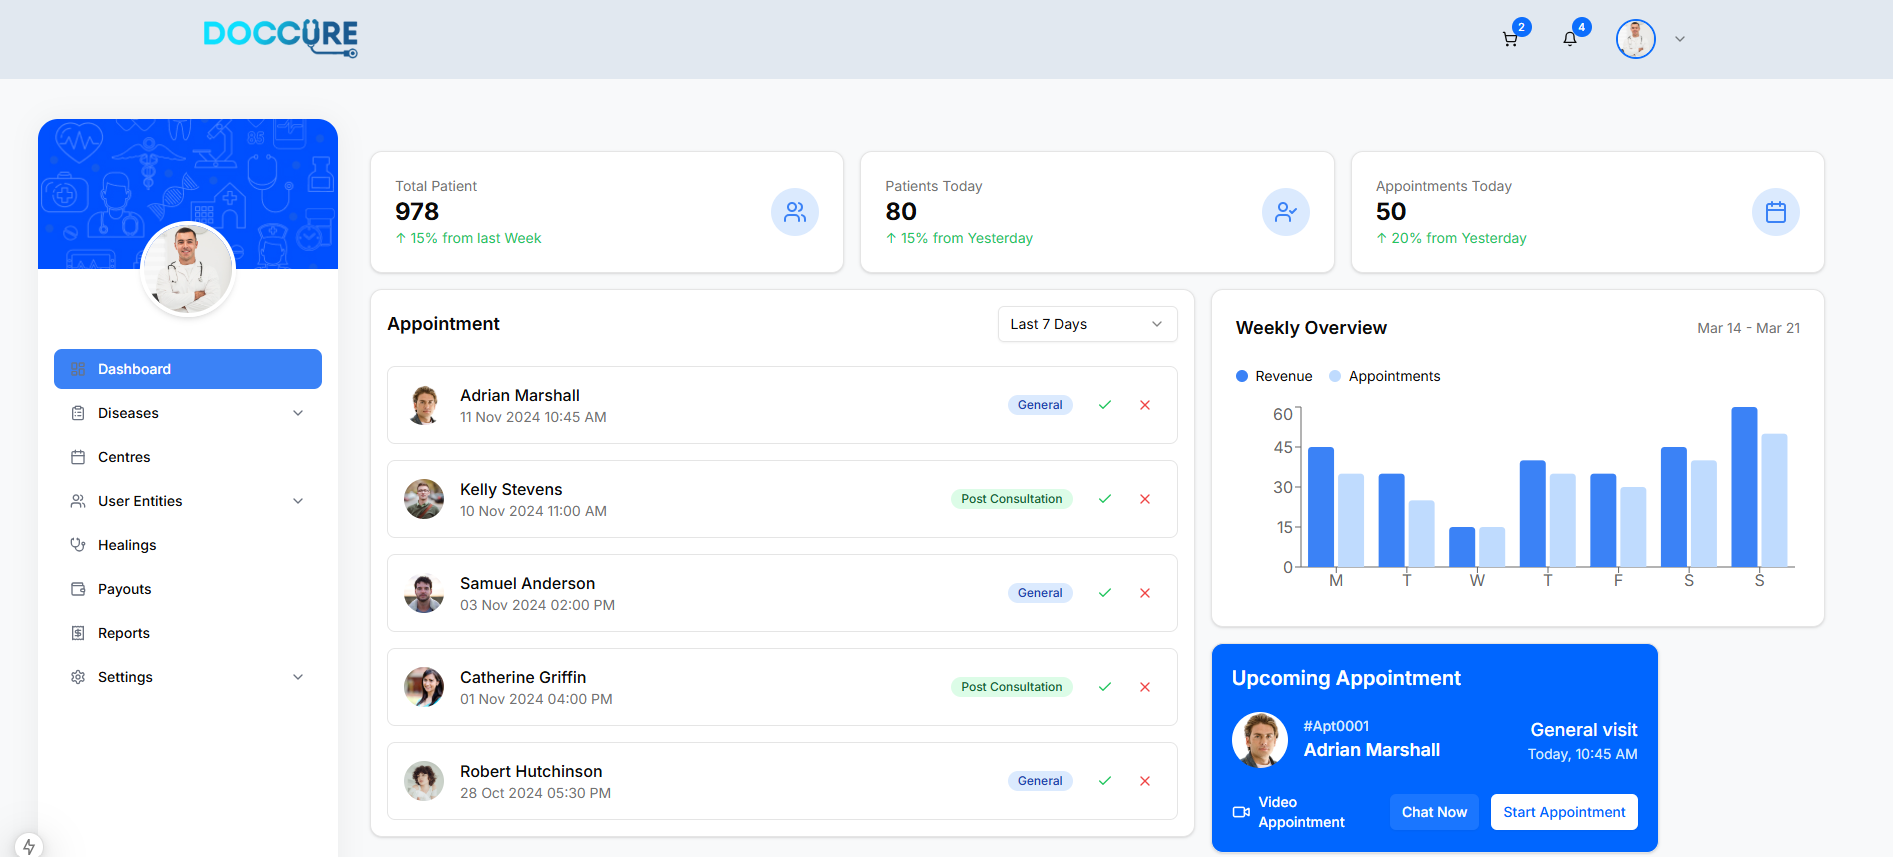 DOCCURE
2
4
85
Total Patient
978
↑ 15% from last Week
Patients Today
80
↑ 15% from Yesterday
Appointments Today
50
↑ 20% from Yesterday
Dashboard
Diseases
Centres
User Entities
Healings
Payouts
Reports
Settings
Appointment
Last 7 Days
Adrian Marshall
11 Nov 2024 10:45 AM
General
Kelly Stevens
10 Nov 2024 11:00 AM
Post Consultation
Samuel Anderson
03 Nov 2024 02:00 PM
General
Catherine Griffin
01 Nov 2024 04:00 PM
Post Consultation
Robert Hutchinson
28 Oct 2024 05:30 PM
General
Weekly Overview
Mar 14 - Mar 21
Revenue
Appointments
60
45
30
15
0
M T W T F S S
Upcoming Appointment
#Apt0001
Adrian Marshall
General visit
Today, 10:45 AM
Video
Appointment
Chat Now
Start Appointment